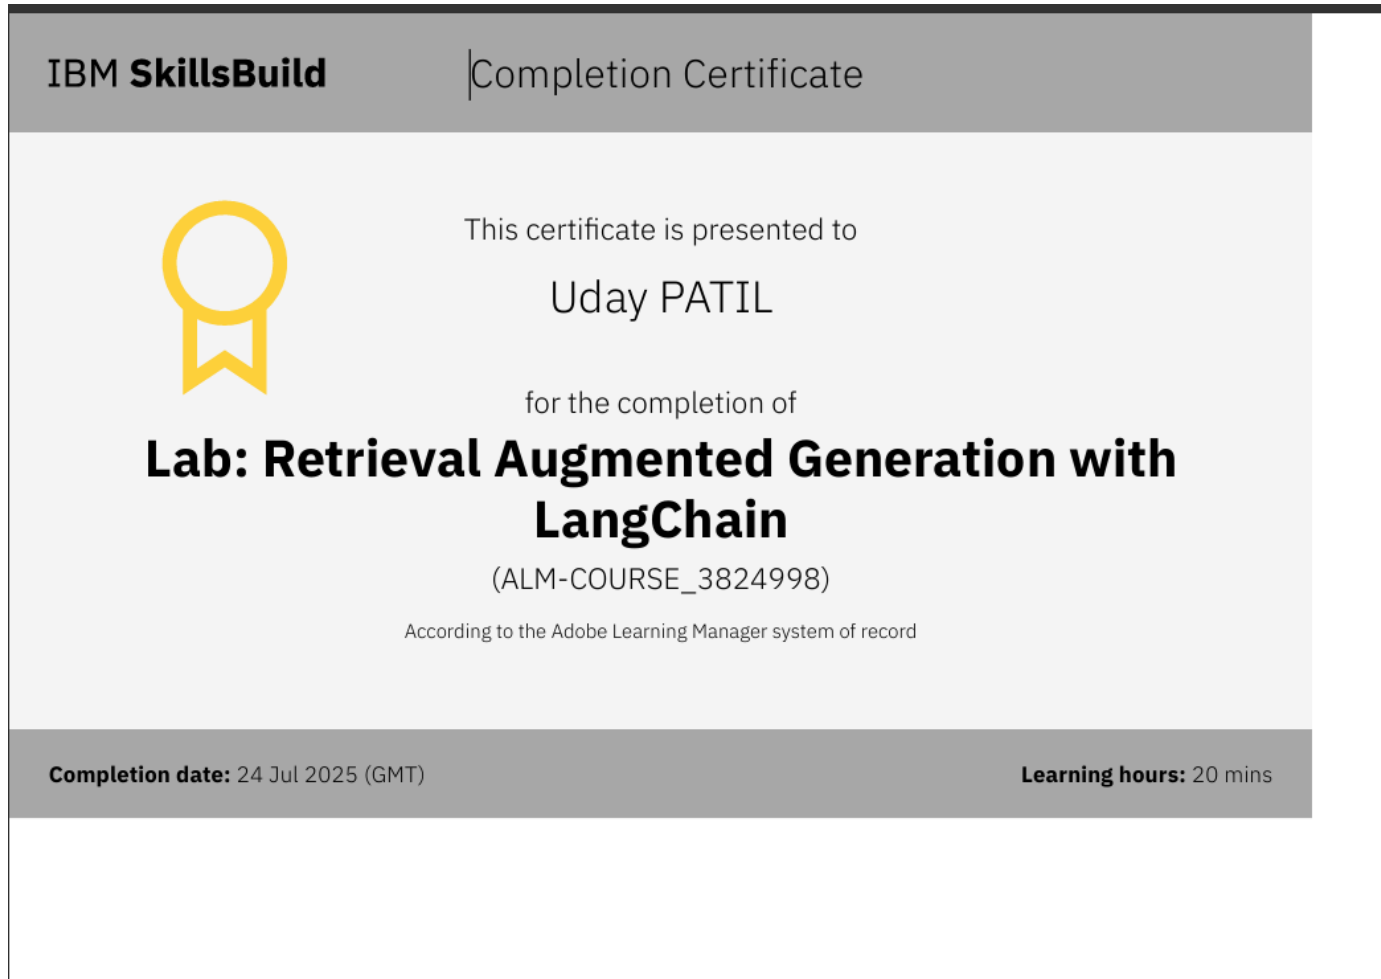 IBM SkillsBuild
Completion Certificate
This certificate is presented to
Uday PATIL
for the completion of
Lab: Retrieval Augmented Generation with
LangChain
(ALM-COURSE_3824998)
According to the Adobe Learning Manager system of record
Completion date: 24 Jul 2025 (GMT)
Learning hours: 20 mins